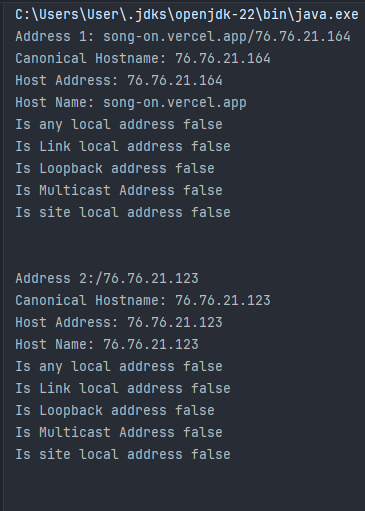 C:\Users\User\.jdks\openjdk-22\bin\java.exe
Address 1: song-on.vercel.app/76.76.21.164
Canonical Hostname: 76.76.21.164
Host Address: 76.76.21.164
Host Name: song-on.vercel.app
Is any local address false
Is Link local address false
Is Loopback address false
Is Multicast Address false
Is site local address false
Address 2:/76.76.21.123
Canonical Hostname: 76.76.21.123
Host Address: 76.76.21.123
Host Name: 76.76.21.123
Is any local address false
Is Link local address false
Is Loopback address false
Is Multicast Address false
Is site local address false